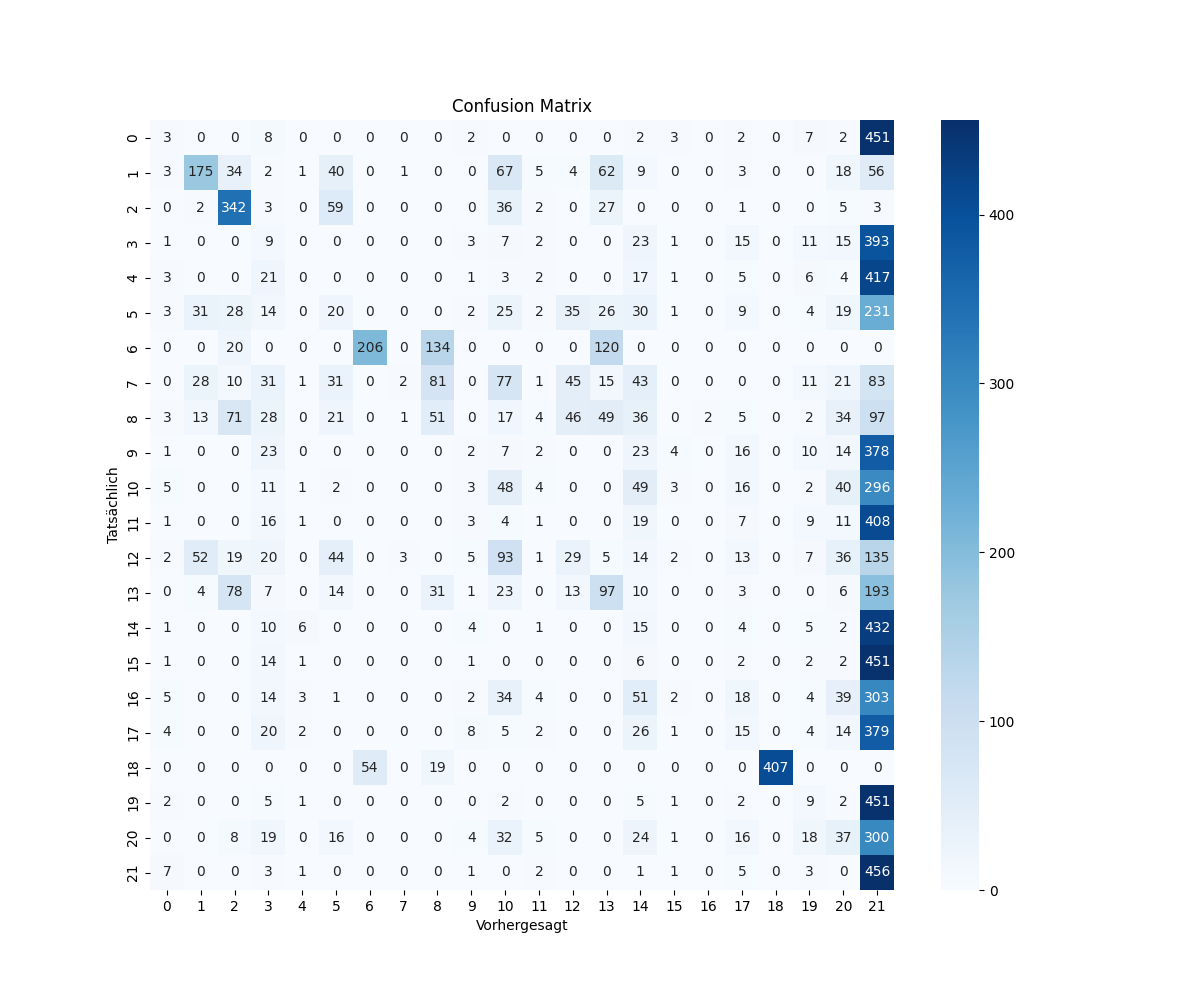 Confusion Matrix
0 3 0 0 8 0 0 0 0 0 2 0 0 0 0 2 3 0 2 0 7 2 451
1 3 175 34 2 1 40 0 1 0 0 67 5 4 62 9 0 0 3 0 0 18 56
2 0 2 342 3 0 59 0 0 0 0 36 2 0 27 0 0 0 1 0 0 5 3
400
3 1 0 0 9 0 0 0 0 0 3 7 2 0 0 23 1 0 15 0 11 15 393
4 3 0 0 21 0 0 0 0 0 1 3 2 0 0 17 1 0 5 0 6 4 417
5 3 31 28 14 0 20 0 0 0 2 25 2 35 26 30 1 0 9 0 4 19 231
6 0 0 20 0 0 0 206 0 134 0 0 0 0 120 0 0 0 0 0 0 0 0
300
7 0 28 10 31 1 31 0 2 81 0 77 1 45 15 43 0 0 0 0 11 21 83
8 3 13 71 28 0 21 0 1 51 0 17 4 46 49 36 0 2 5 0 2 34 97
9 1 0 0 23 0 0 0 0 0 2 7 2 0 0 23 4 0 16 0 10 14 378
Tatsächlich
10 5 0 0 11 1 2 0 0 0 3 48 4 0 0 49 3 0 16 0 2 40 296
11 1 0 0 16 1 0 0 0 0 3 4 1 0 0 19 0 0 7 0 9 11 408
12 2 52 19 20 0 44 0 3 0 5 93 1 29 5 14 2 0 13 0 7 36 135
200
13 0 4 78 7 0 14 0 0 31 1 23 0 13 97 10 0 0 3 0 0 6 193
14 1 0 0 10 6 0 0 0 0 4 0 1 0 0 15 0 0 4 0 5 2 432
15 1 0 0 14 1 0 0 0 0 1 0 0 0 0 6 0 0 2 0 2 2 451
16 5 0 0 14 3 1 0 0 0 2 34 4 0 0 51 2 0 18 0 4 39 303
100
17 4 0 0 20 2 0 0 0 0 8 5 2 0 0 26 1 0 15 0 4 14 379
18 0 0 0 0 0 0 54 0 19 0 0 0 0 0 0 0 0 0 407 0 0 0
19 2 0 0 5 1 0 0 0 0 0 2 0 0 0 5 1 0 2 0 9 2 451
20 0 0 8 19 0 16 0 0 0 4 32 5 0 0 24 1 0 16 0 18 37 300
21 7 0 0 3 1 0 0 0 0 1 0 2 0 0 1 1 0 5 0 3 0 456
0
0 1 2 3 4 5 6 7 8 9 10 11 12 13 14 15 16 17 18 19 20 21
Vorhergesagt